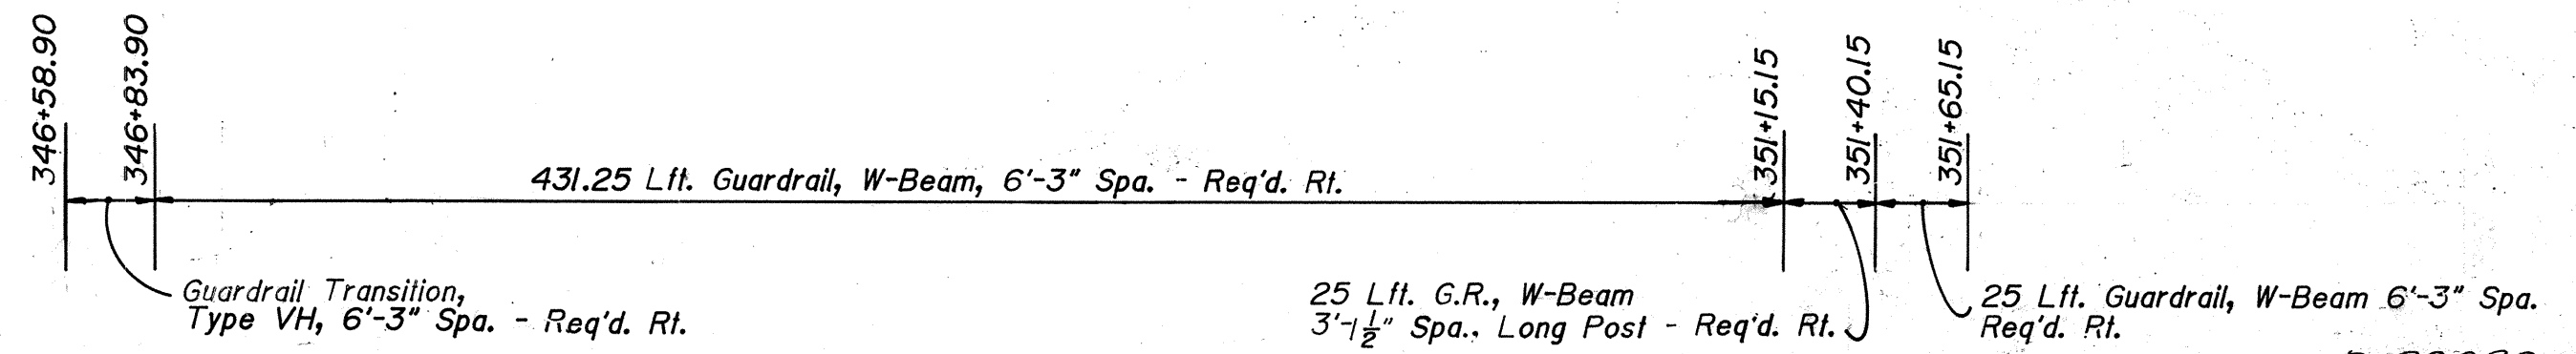 346+58.90
346+83.90
351+15.15
351+40.15
351+65.15
431.25 Lft. Guardrail, W-Beam, 6'-3" Spa. - Req'd. Rt.
Guardrail Transition,
Type VH, 6'-3" Spa. - Req'd. Rt.
25 Lft. G.R., W-Beam
3'-1 1/2" Spa., Long Post - Req'd. Rt.
25 Lft. Guardrail, W-Beam 6'-3" Spa.
Req'd. Rt.